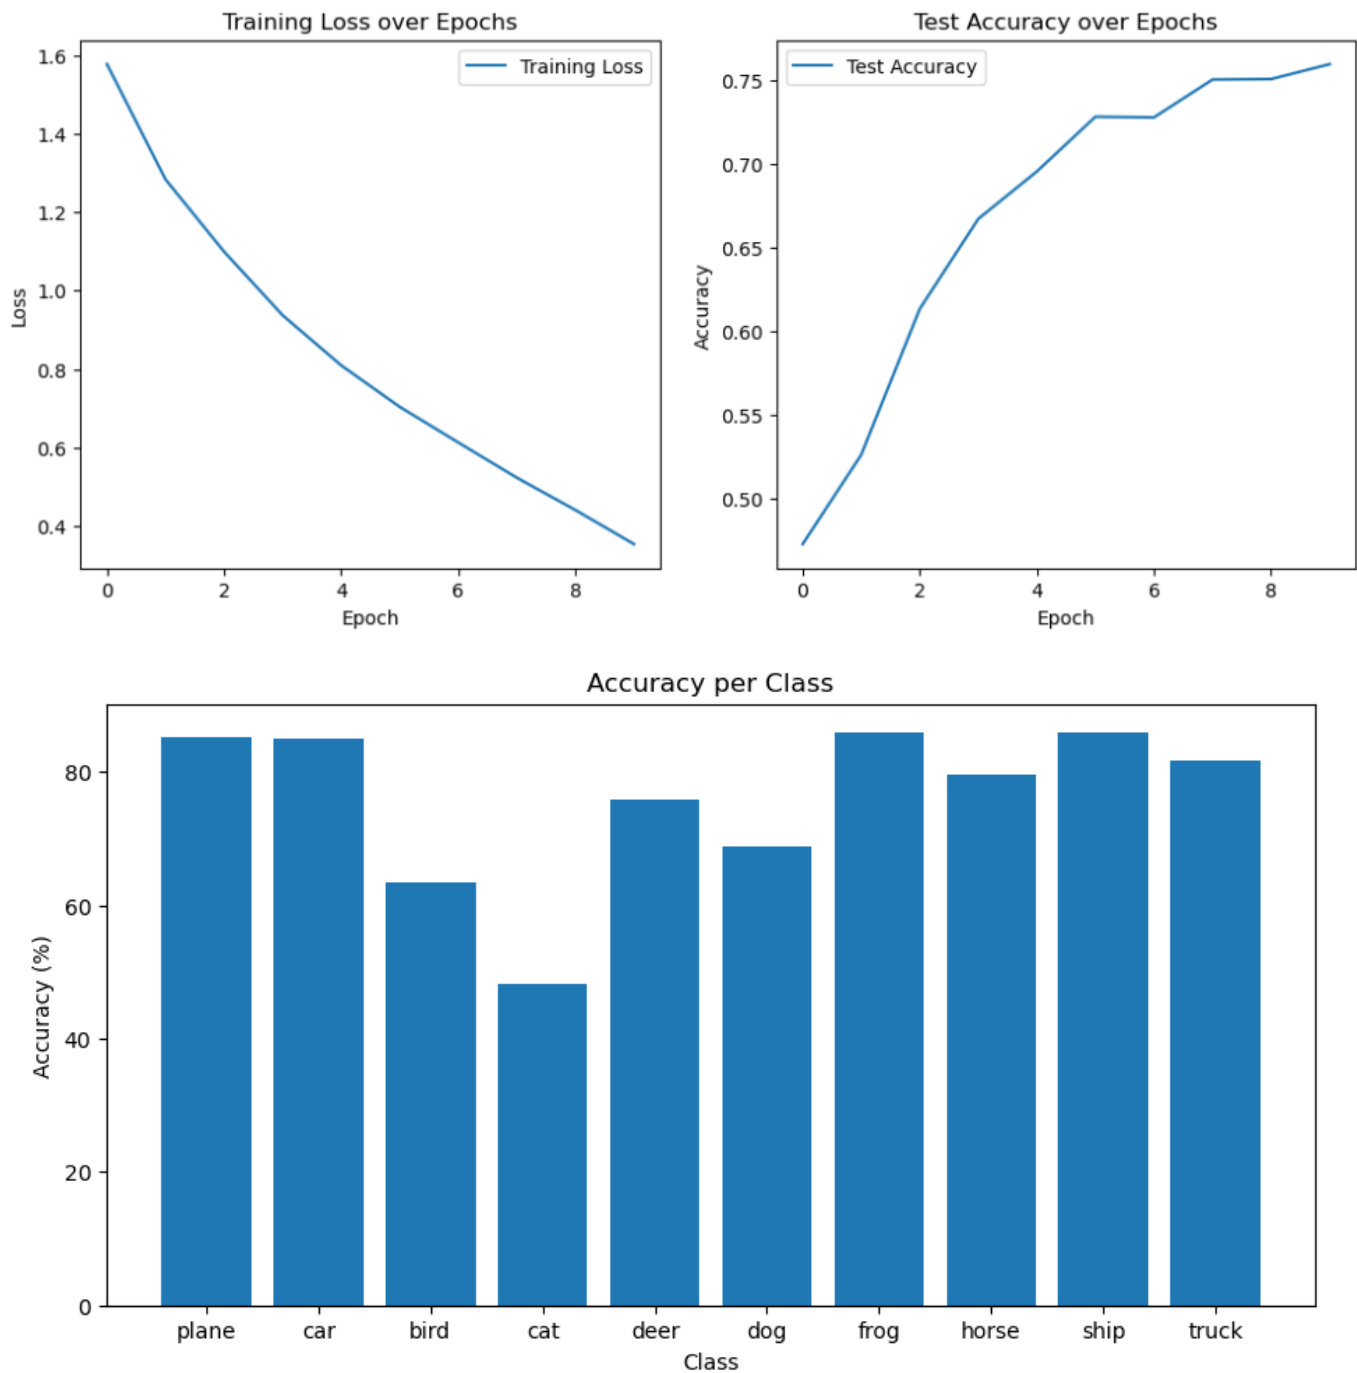 Training Loss over Epochs
Training Loss
1.6
1.4
1.2
1.0
0.8
0.6
0.4
Loss
0 2 4 6 8
Epoch
Test Accuracy over Epochs
Test Accuracy
0.75
0.70
0.65
0.60
0.55
0.50
Accuracy
0 2 4 6 8
Epoch
Accuracy per Class
80
60
40
20
0
Accuracy (%)
plane car bird cat deer dog frog horse ship truck
Class